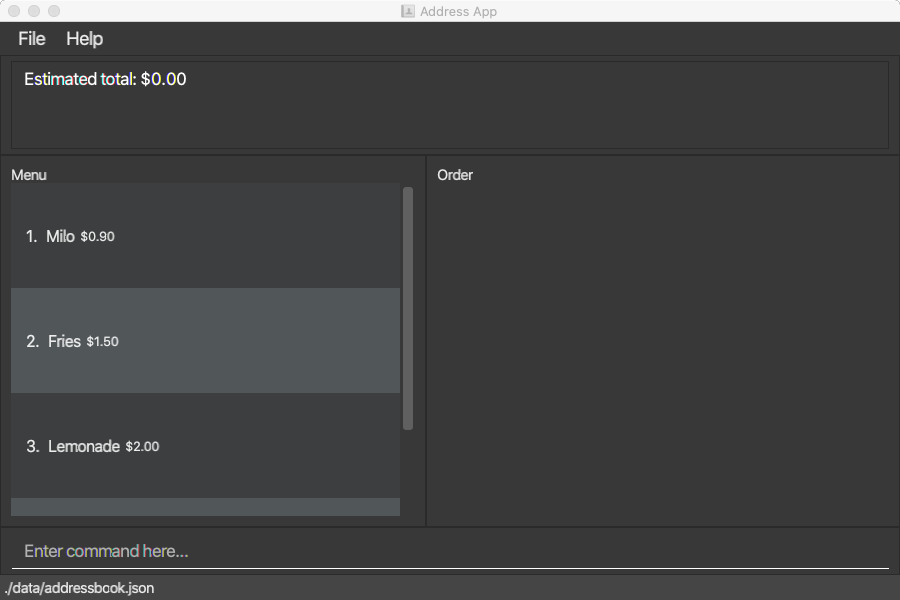 Address App
File Help
Estimated total: $0.00
Menu
Order
1. Milo $0.90
2. Fries $1.50
3. Lemonade $2.00
Enter command here...
./data/addressbook.json